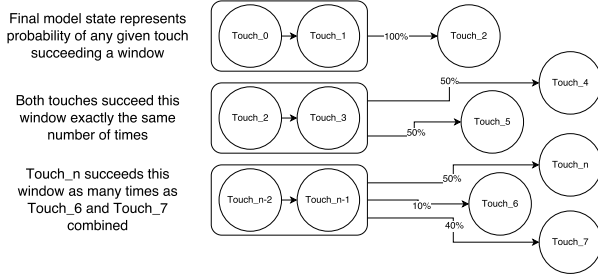 Final model state represents
probability of any given touch
succeeding a window
Touch_0
Touch_1
100%
Touch_2
Both touches succeed this
window exactly the same
number of times
Touch_2
Touch_3
50%
Touch_4
50%
Touch_5
Touch_n succeeds this
window as many times as
Touch_6 and Touch_7
combined
Touch_n-2
Touch_n-1
50%
Touch_n
10%
Touch_6
40%
Touch_7